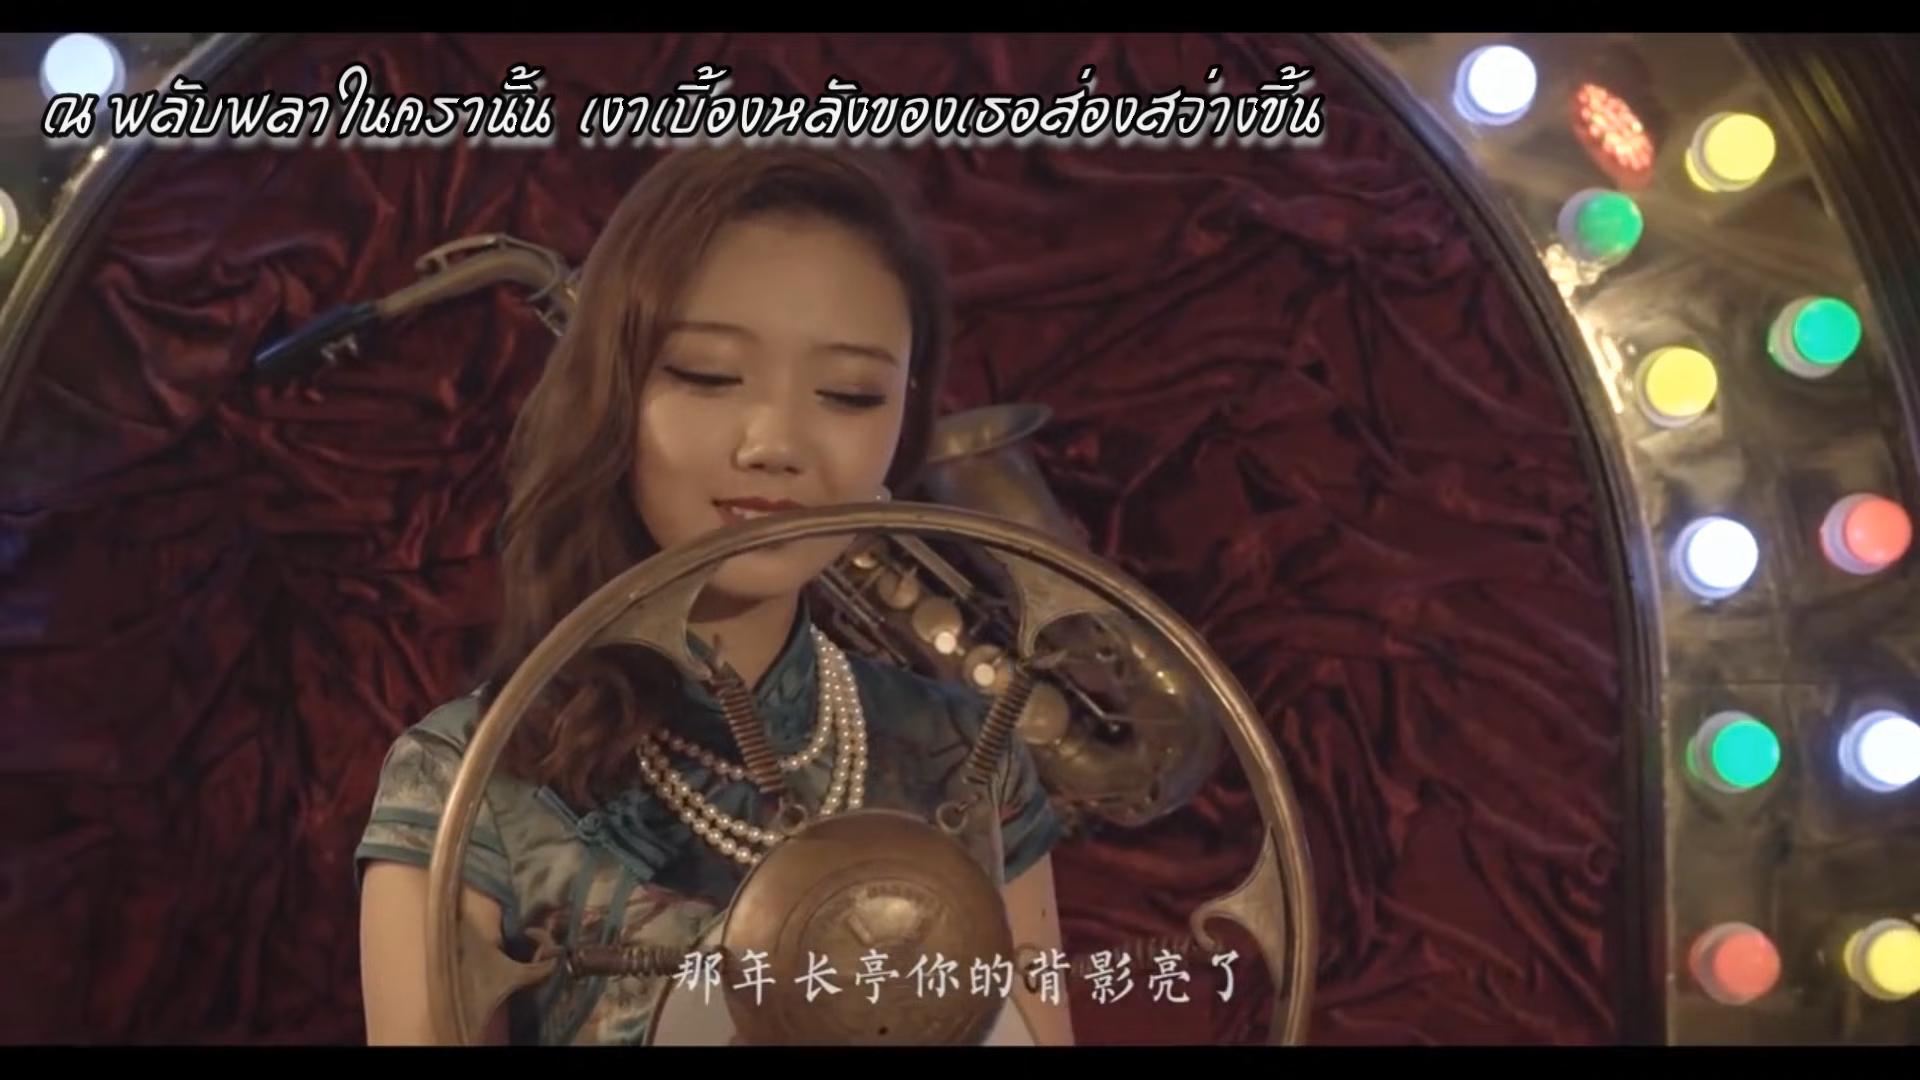 ณ พลับพลาในครานั้น เงาเบื้องหลังของเธอส่องสว่างขึ้น
那年长亭你的背影亮了